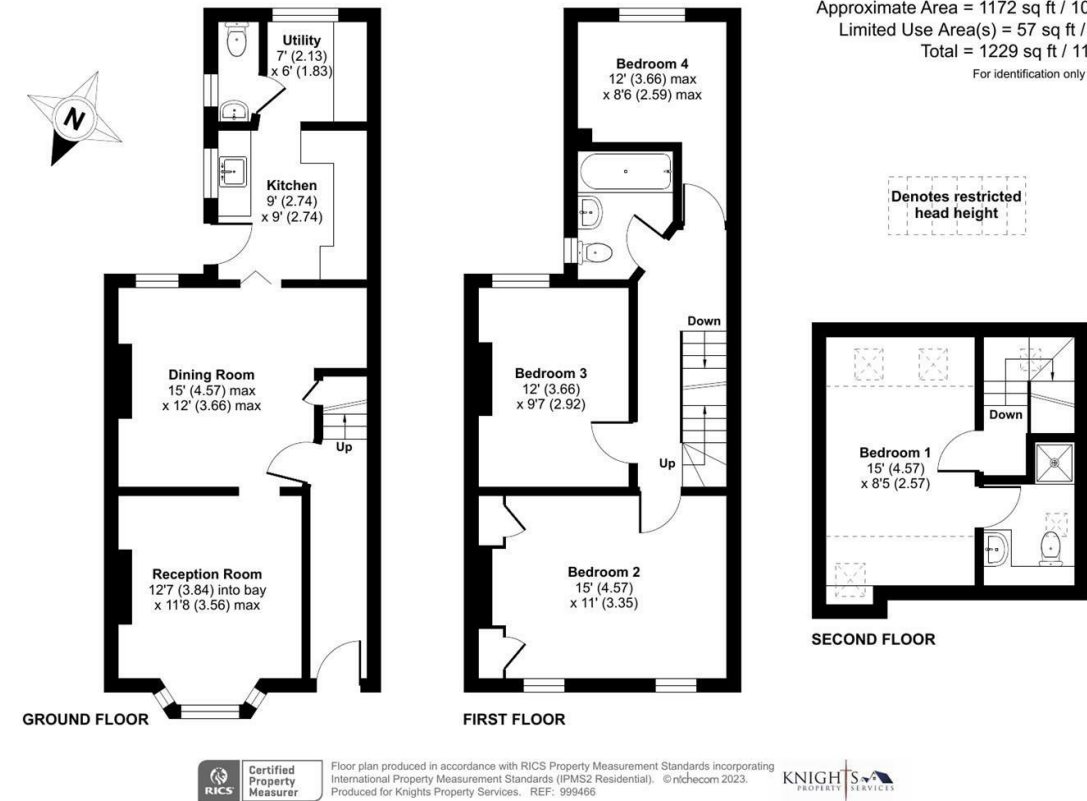 Approximate Area = 1172 sq ft / 10
Limited Use Area(s) = 57 sq ft /
Total = 1229 sq ft / 11
For identification only
N
Utility
7' (2.13)
x 6' (1.83)
Kitchen
9' (2.74)
x 9' (2.74)
Dining Room
15' (4.57) max
x 12' (3.66) max
Up
Reception Room
12'7 (3.84) into bay
x 11'8 (3.56) max
GROUND FLOOR
Bedroom 4
12' (3.66) max
x 8'6 (2.59) max
Down
Bedroom 3
12' (3.66)
x 9'7 (2.92)
Up
Bedroom 2
15' (4.57)
x 11' (3.35)
FIRST FLOOR
Denotes restricted
head height
Down
Bedroom 1
15' (4.57)
x 8'5 (2.57)
SECOND FLOOR
RICS
Certified
Property
Measurer
Floor plan produced in accordance with RICS Property Measurement Standards incorporating
International Property Measurement Standards (IPMS2 Residential). © nichecom 2023.
Produced for Knights Property Services. REF: 999466
KNIGHTS
PROPERTY SERVICES